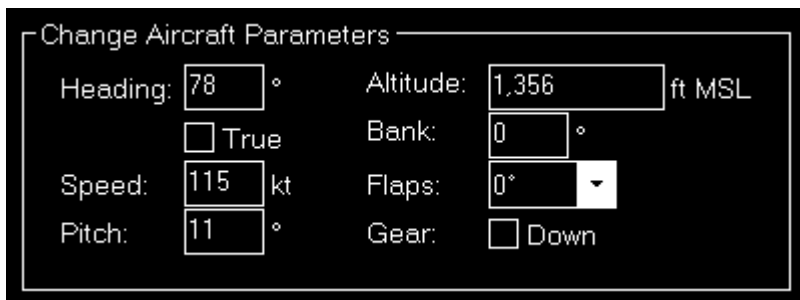 Change Aircraft Parameters
Heading: 78 ° Altitude: 1,356 ft MSL
True Bank: 0 °
Speed: 115 kt Flaps: 0°
Pitch: 11 ° Gear: Down